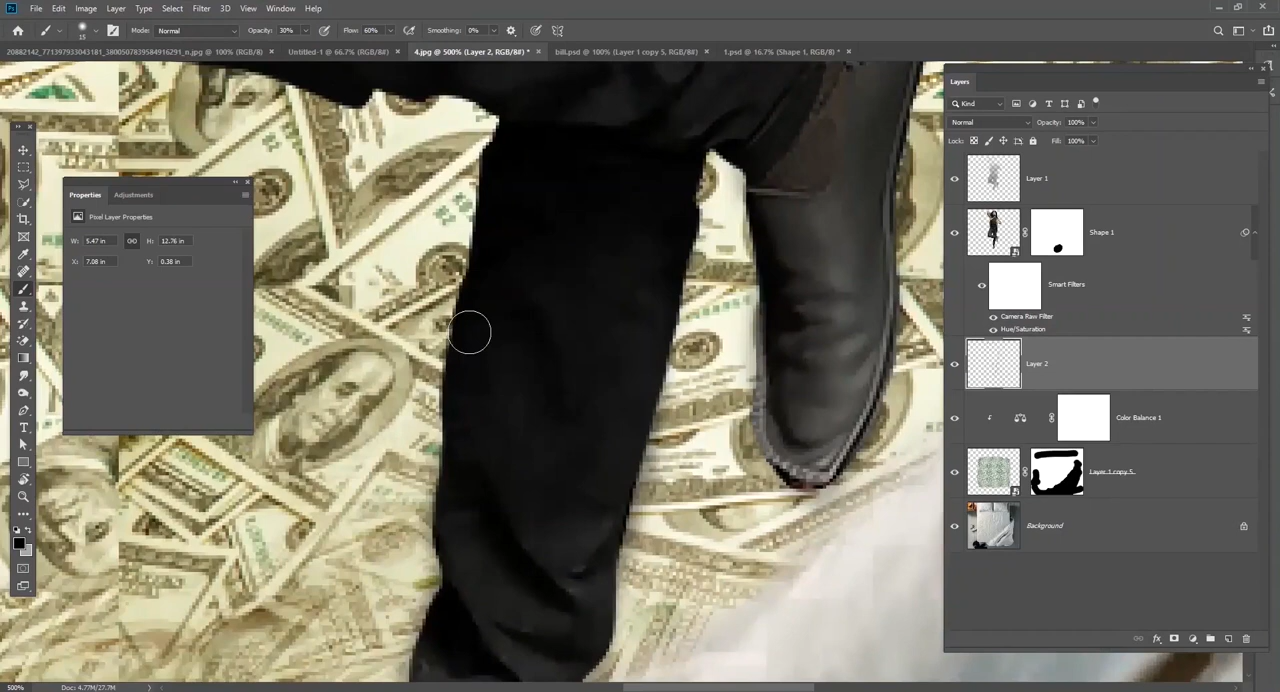 File Edit Image Layer Type Select Filter 3D View Window Help
Mode: Normal Opacity: 30% Flow: 60% Smoothing: 0%
15
20882142_771397933043181_3800507839584916291_n.jpg @ 100% (RGB/8) × Untitled-1 @ 66.7% (RGB/8#) × 4.jpg @ 500% (Layer 2, RGB/8#) * × bill.psd @ 100% (Layer 1 copy 5, RGB/8#) × 1.psd @ 16.7% (Shape 1, RGB/8) * ×
Properties Adjustments
Pixel Layer Properties
W: 5.47 in H: 12.76 in
X: 7.08 in Y: 0.38 in
Layers
Kind
Normal Opacity: 100%
Lock: Fill: 100%
Layer 1
Shape 1
Smart Filters
Camera Raw Filter
Hue/Saturation
Layer 2
Color Balance 1
Layer 1 copy 5
Background
500% Doc: 4.77M/27.7M